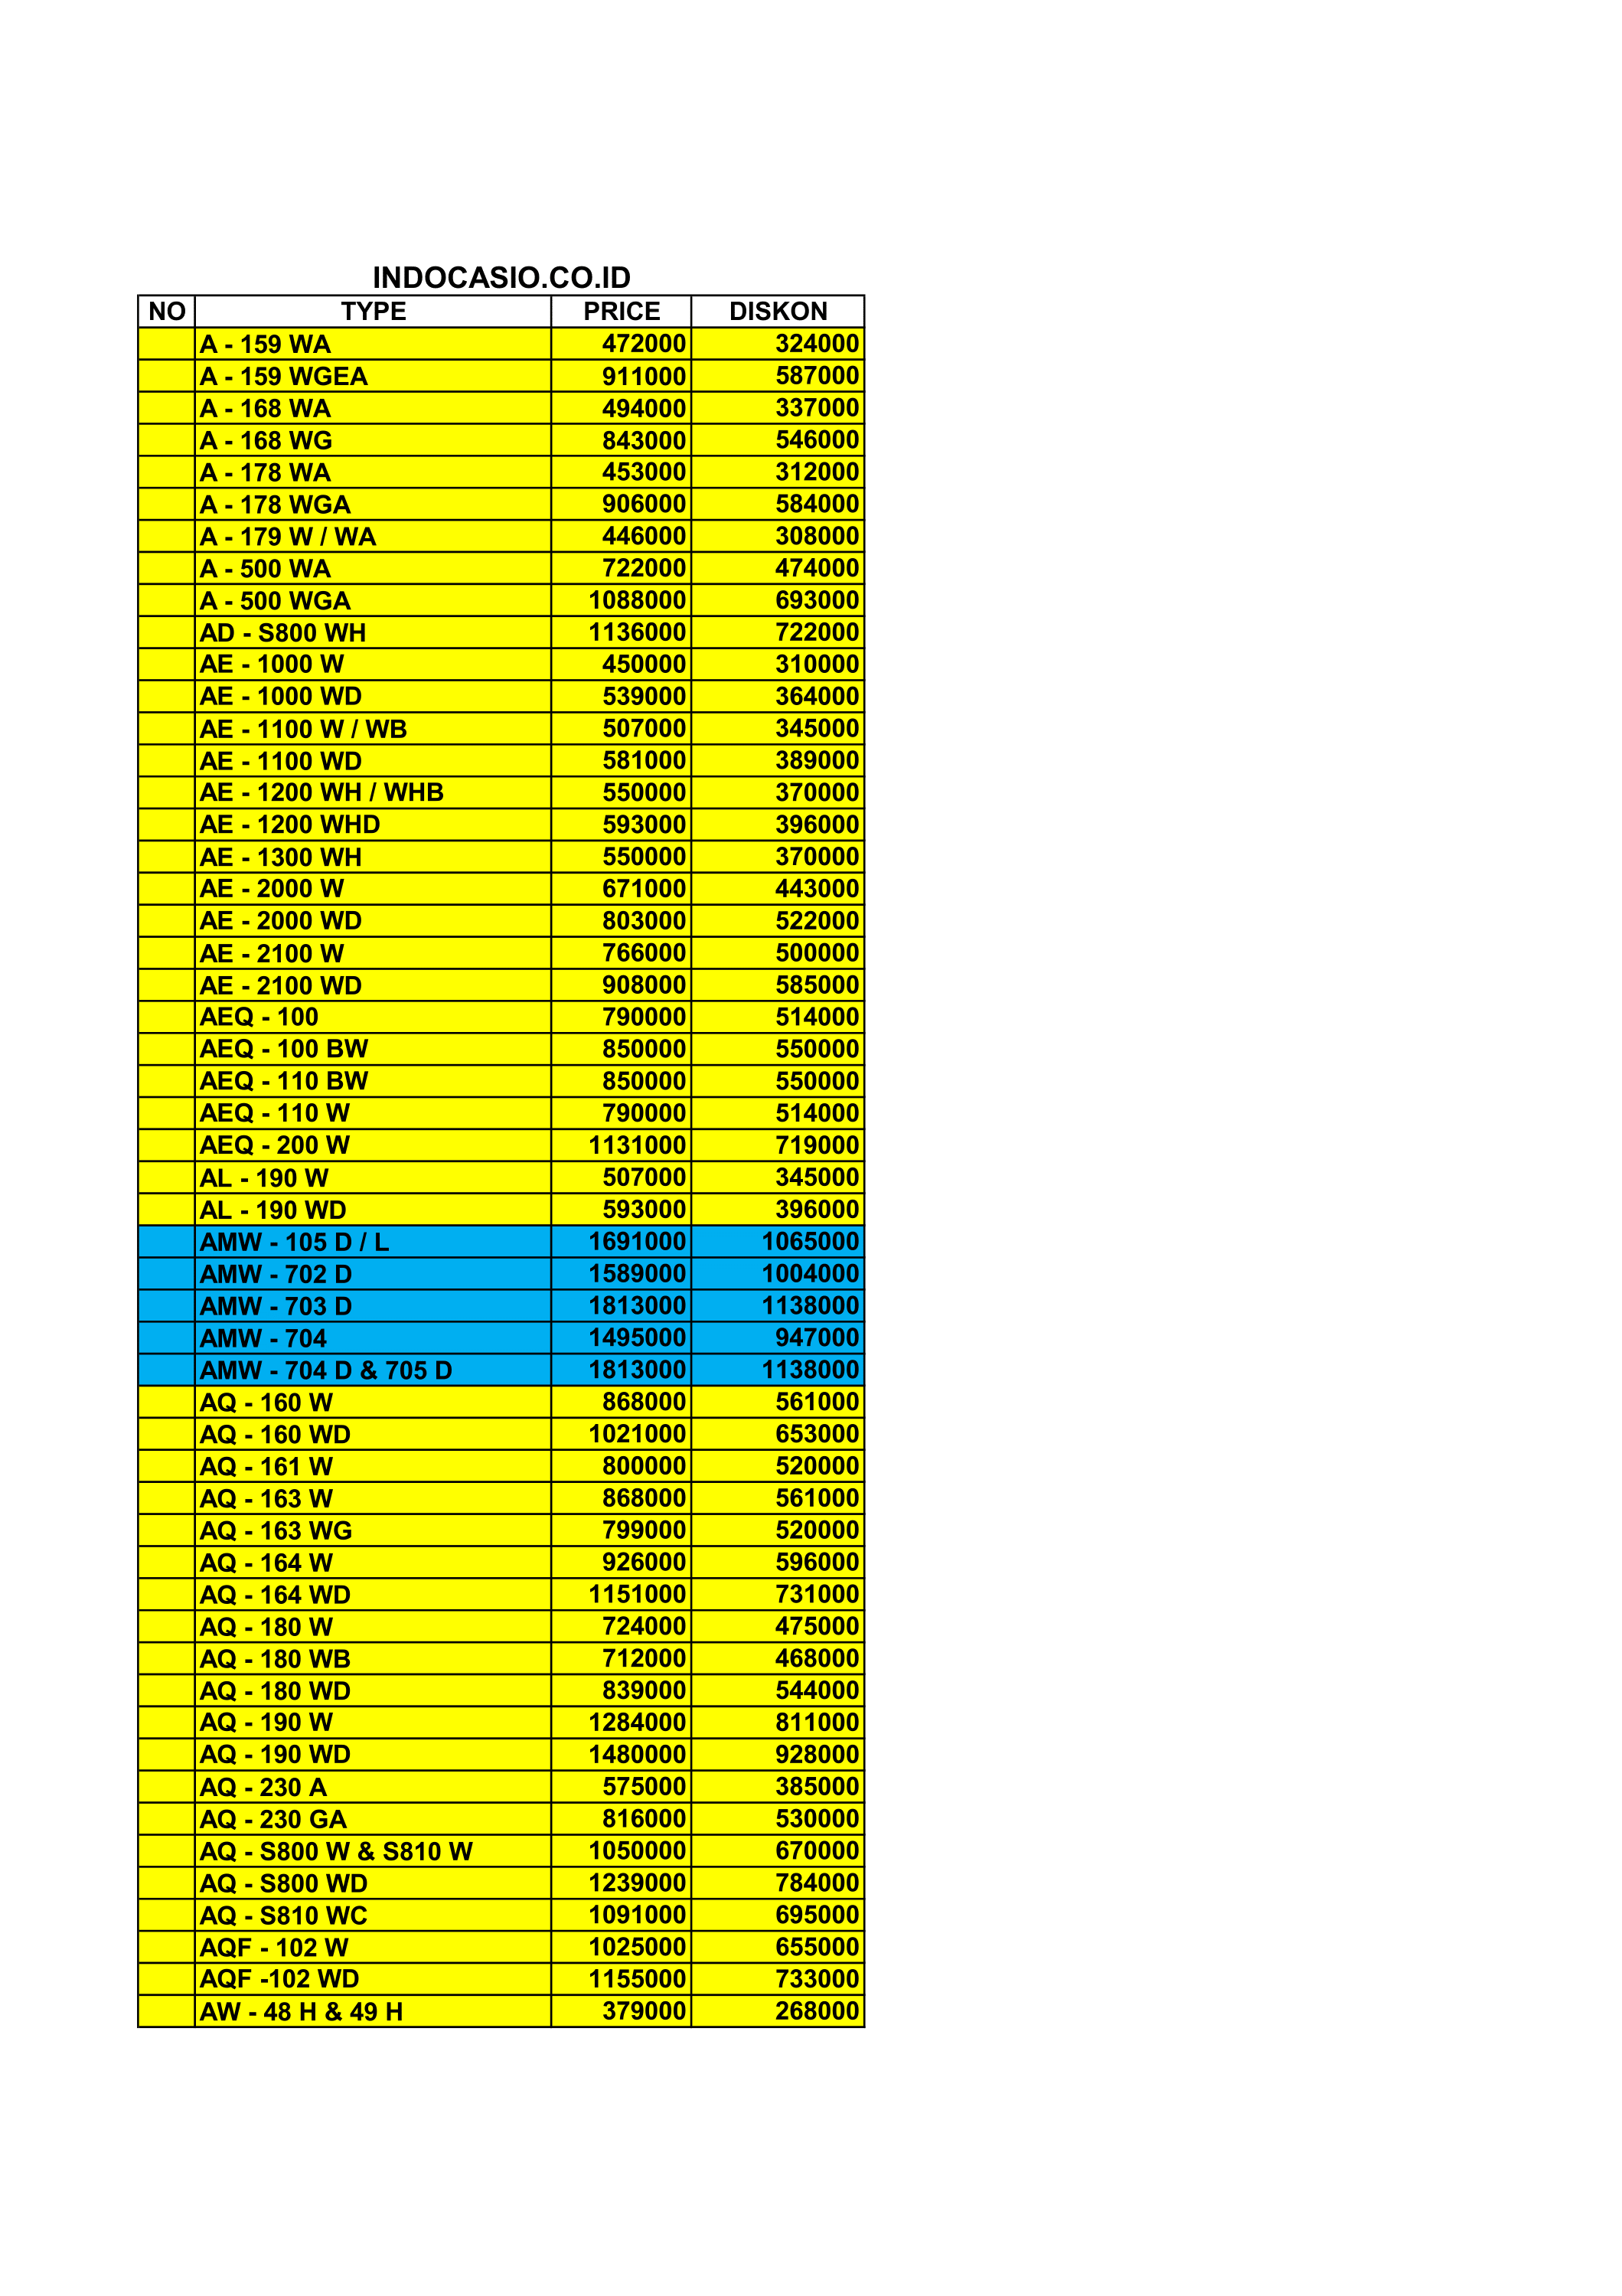 INDOCASIO.CO.ID
NO TYPE PRICE DISKON
A - 159 WA 472000 324000
A - 159 WGEA 911000 587000
A - 168 WA 494000 337000
A - 168 WG 843000 546000
A - 178 WA 453000 312000
A - 178 WGA 906000 584000
A - 179 W / WA 446000 308000
A - 500 WA 722000 474000
A - 500 WGA 1088000 693000
AD - S800 WH 1136000 722000
AE - 1000 W 450000 310000
AE - 1000 WD 539000 364000
AE - 1100 W / WB 507000 345000
AE - 1100 WD 581000 389000
AE - 1200 WH / WHB 550000 370000
AE - 1200 WHD 593000 396000
AE - 1300 WH 550000 370000
AE - 2000 W 671000 443000
AE - 2000 WD 803000 522000
AE - 2100 W 766000 500000
AE - 2100 WD 908000 585000
AEQ - 100 790000 514000
AEQ - 100 BW 850000 550000
AEQ - 110 BW 850000 550000
AEQ - 110 W 790000 514000
AEQ - 200 W 1131000 719000
AL - 190 W 507000 345000
AL - 190 WD 593000 396000
AMW - 105 D / L 1691000 1065000
AMW - 702 D 1589000 1004000
AMW - 703 D 1813000 1138000
AMW - 704 1495000 947000
AMW - 704 D & 705 D 1813000 1138000
AQ - 160 W 868000 561000
AQ - 160 WD 1021000 653000
AQ - 161 W 800000 520000
AQ - 163 W 868000 561000
AQ - 163 WG 799000 520000
AQ - 164 W 926000 596000
AQ - 164 WD 1151000 731000
AQ - 180 W 724000 475000
AQ - 180 WB 712000 468000
AQ - 180 WD 839000 544000
AQ - 190 W 1284000 811000
AQ - 190 WD 1480000 928000
AQ - 230 A 575000 385000
AQ - 230 GA 816000 530000
AQ - S800 W & S810 W 1050000 670000
AQ - S800 WD 1239000 784000
AQ - S810 WC 1091000 695000
AQF - 102 W 1025000 655000
AQF -102 WD 1155000 733000
AW - 48 H & 49 H 379000 268000